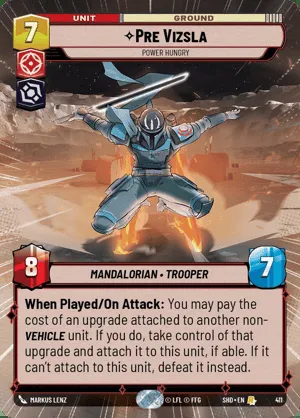 UNIT
GROUND
7
✧PRE VIZSLA
POWER HUNGRY
8
7
MANDALORIAN • TROOPER
When Played/On Attack: You may pay the
cost of an upgrade attached to another non-
VEHICLE unit. If you do, take control of that
upgrade and attach it to this unit, if able. If it
can't attach to this unit, defeat it instead.
MARKUS LENZ
© LFL © FFG
SHD • EN
411